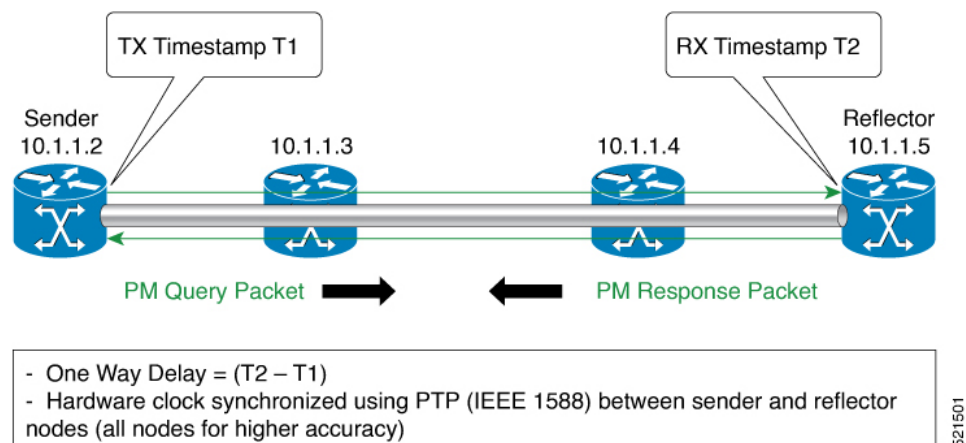 TX Timestamp T1
RX Timestamp T2
Sender
10.1.1.2
10.1.1.3
10.1.1.4
Reflector
10.1.1.5
PM Query Packet
PM Response Packet
- One Way Delay = (T2 – T1)
- Hardware clock synchronized using PTP (IEEE 1588) between sender and reflector
nodes (all nodes for higher accuracy)
521501